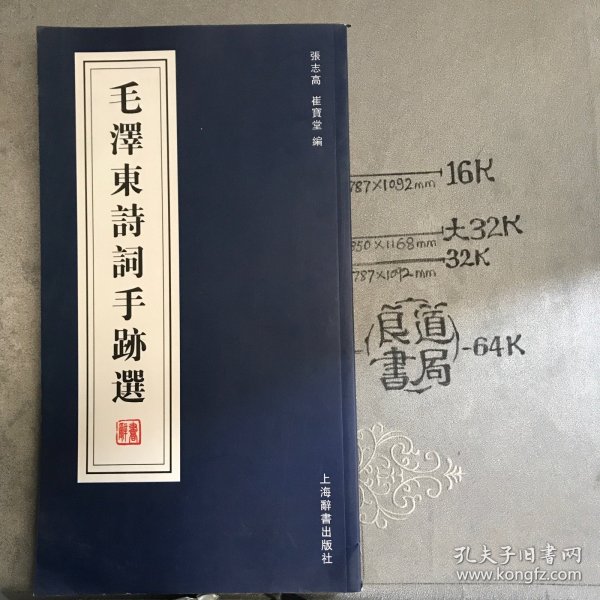 毛澤東詩詞手跡選
張志高 崔寶堂 編
上海辭書出版社
787×1092mm 16K
850×1168mm 大32K
787×1092mm 32K
良道書局 -64K
孔夫子旧书网
www.kongfz.com